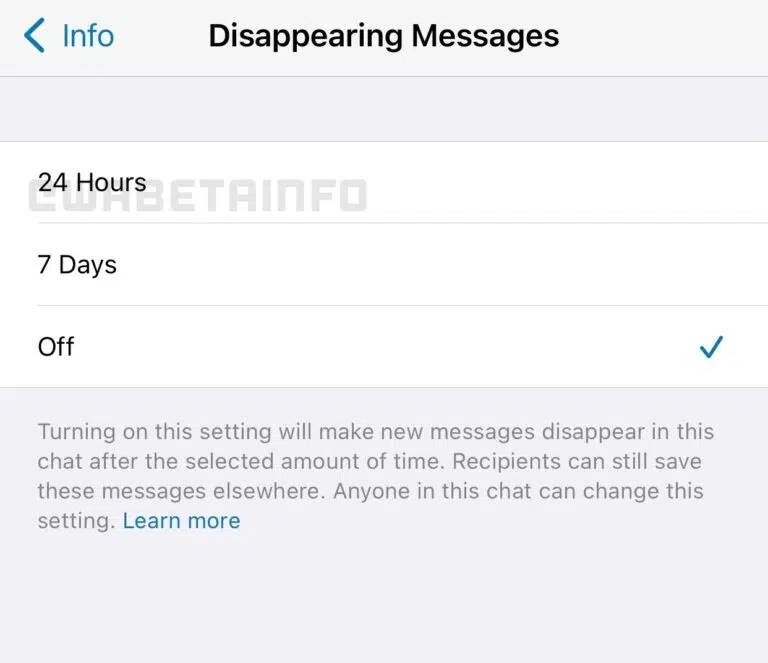 Info
Disappearing Messages
24 Hours
CWABETAINFO
7 Days
Off
Turning on this setting will make new messages disappear in this
chat after the selected amount of time. Recipients can still save
these messages elsewhere. Anyone in this chat can change this
setting. Learn more